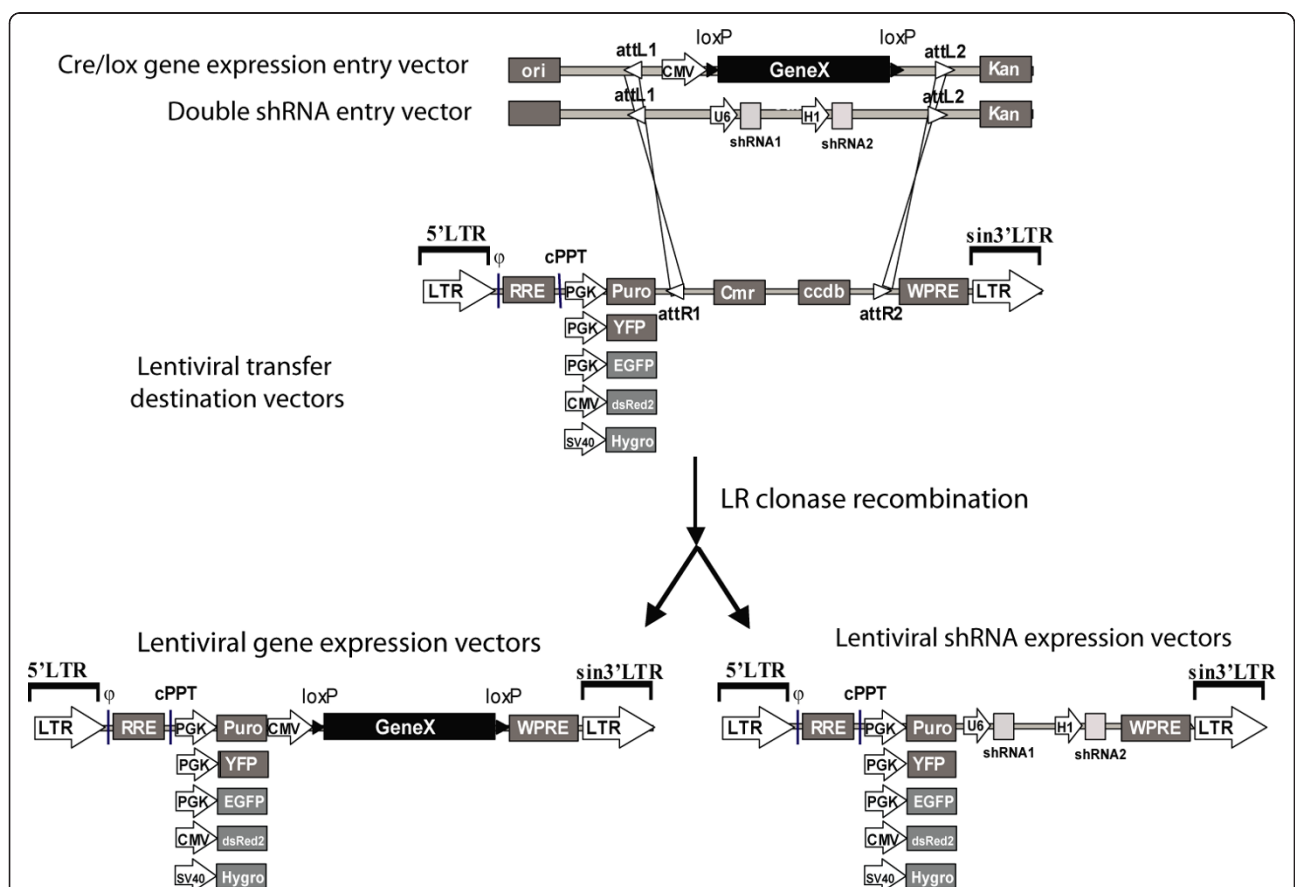 loxP loxP
Cre/lox gene expression entry vector
attL1 attL2
ori CMV GeneX Kan
Double shRNA entry vector
attL1 attL2
U6 H1 Kan
shRNA1 shRNA2
5'LTR sin3'LTR
φ cPPT
LTR RRE PGK Puro Cmr ccdb WPRE LTR
attR1 attR2
PGK YFP
Lentiviral transfer
destination vectors
PGK EGFP
CMV dsRed2
SV40 Hygro
LR clonase recombination
Lentiviral gene expression vectors
5'LTR sin3'LTR
φ cPPT loxP loxP
LTR RRE PGK Puro CMV GeneX WPRE LTR
PGK YFP
PGK EGFP
CMV dsRed2
SV40 Hygro
Lentiviral shRNA expression vectors
5'LTR sin3'LTR
φ cPPT
LTR RRE PGK Puro U6 H1 WPRE LTR
shRNA1 shRNA2
PGK YFP
PGK EGFP
CMV dsRed2
SV40 Hygro